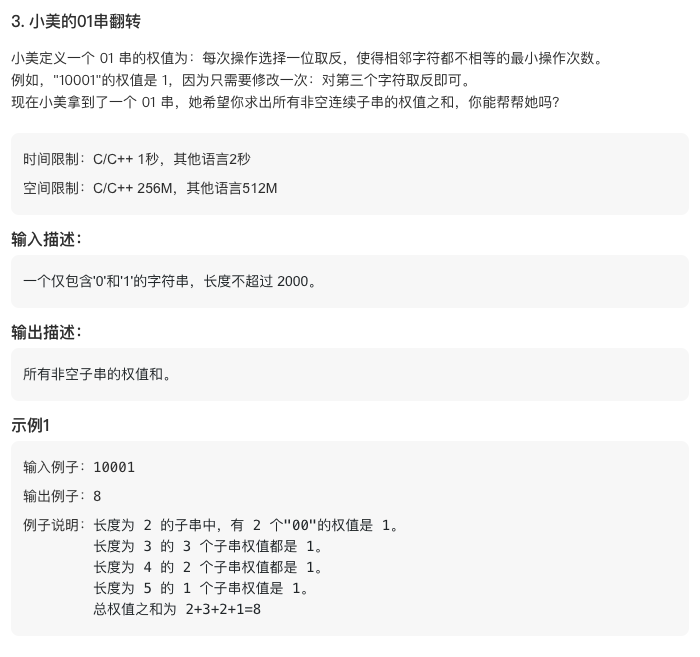 3. 小美的01串翻转
小美定义一个 01 串的权值为：每次操作选择一位取反，使得相邻字符都不相等的最小操作次数。
例如，"10001"的权值是 1，因为只需要修改一次：对第三个字符取反即可。
现在小美拿到了一个 01 串，她希望你求出所有非空连续子串的权值之和，你能帮帮她吗？
时间限制：C/C++ 1秒，其他语言2秒
空间限制：C/C++ 256M，其他语言512M
输入描述：
一个仅包含'0'和'1'的字符串，长度不超过 2000。
输出描述：
所有非空子串的权值和。
示例1
输入例子：10001
输出例子：8
例子说明：长度为 2 的子串中，有 2 个"00"的权值是 1。
长度为 3 的 3 个子串权值都是 1。
长度为 4 的 2 个子串权值都是 1。
长度为 5 的 1 个子串权值是 1。
总权值之和为 2+3+2+1=8